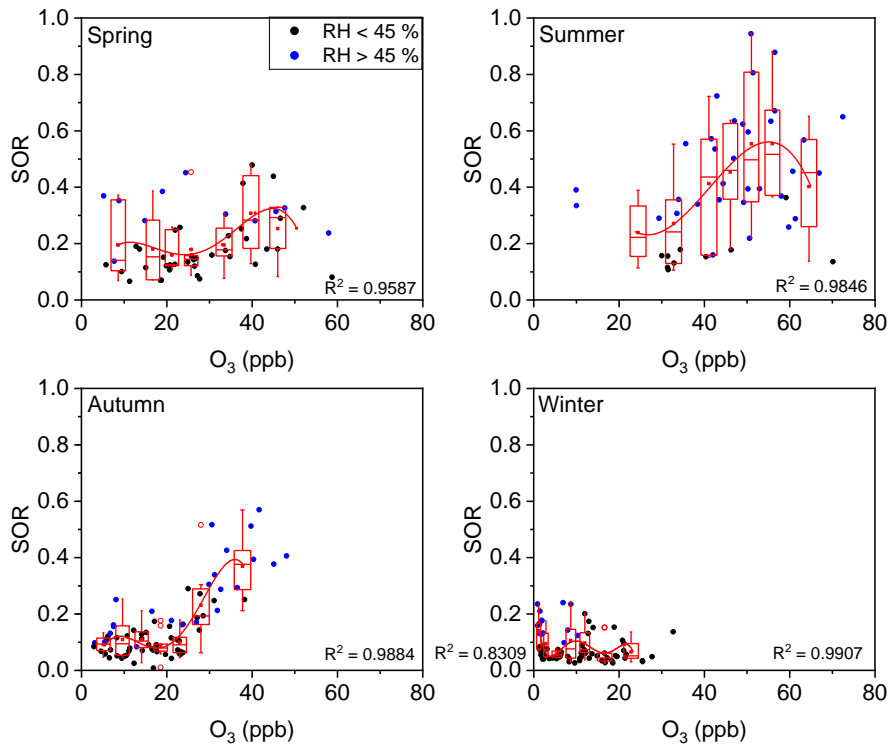 Spring
RH < 45 %
RH > 45 %
1.0
0.8
0.6
0.4
0.2
0.0
SOR
R² = 0.9587
0 20 40 60 80
O₃ (ppb)
Summer
1.0
0.8
0.6
0.4
0.2
0.0
SOR
R² = 0.9846
0 20 40 60 80
O₃ (ppb)
Autumn
1.0
0.8
0.6
0.4
0.2
0.0
SOR
R² = 0.9884
0 20 40 60 80
O₃ (ppb)
Winter
1.0
0.8
0.6
0.4
0.2
0.0
SOR
R² = 0.8309
R² = 0.9907
0 20 40 60 80
O₃ (ppb)